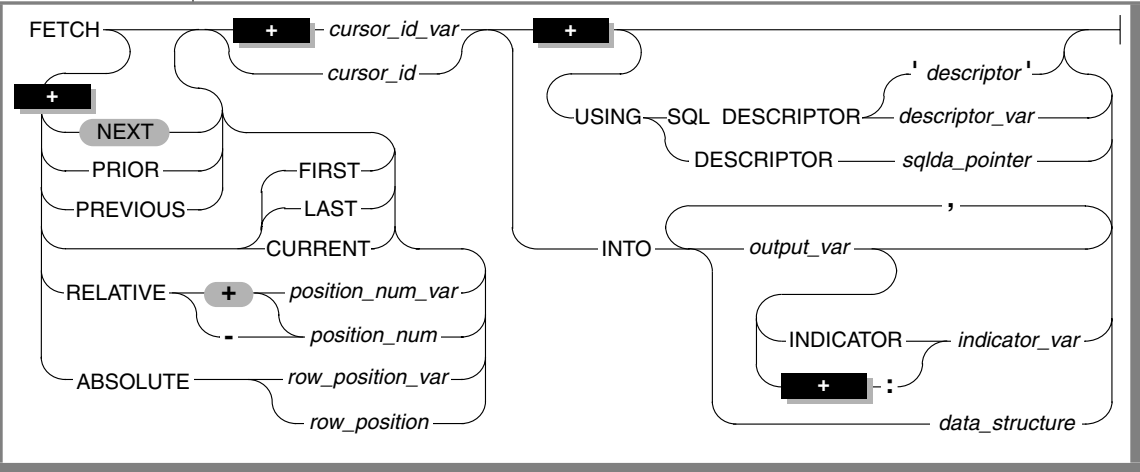 FETCH + cursor_id_var +
cursor_id
' descriptor '
+
USING SQL DESCRIPTOR descriptor_var
NEXT
PRIOR
DESCRIPTOR sqlda_pointer
FIRST
PREVIOUS
LAST
,
CURRENT
INTO output_var
RELATIVE + position_num_var
- position_num
INDICATOR indicator_var
ABSOLUTE row_position_var
+ :
row_position
data_structure